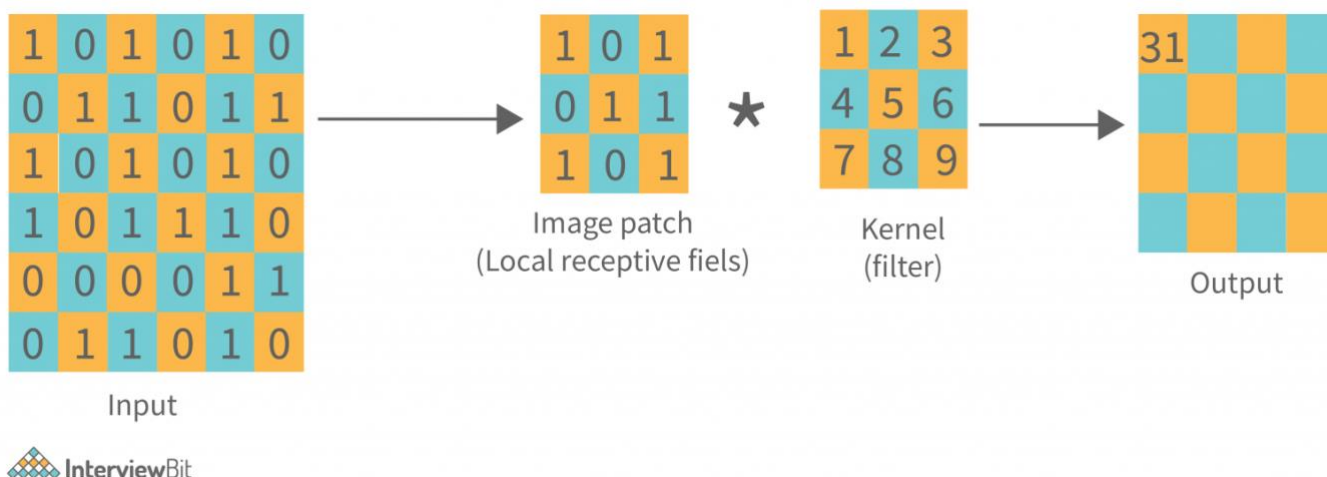 1 0 1 0 1 0
0 1 1 0 1 1
1 0 1 0 1 0
1 0 1 1 1 0
0 0 0 0 1 1
0 1 1 0 1 0
Input
1 0 1
0 1 1
1 0 1
Image patch
(Local receptive fiels)
*
1 2 3
4 5 6
7 8 9
Kernel
(filter)
31
Output
InterviewBit